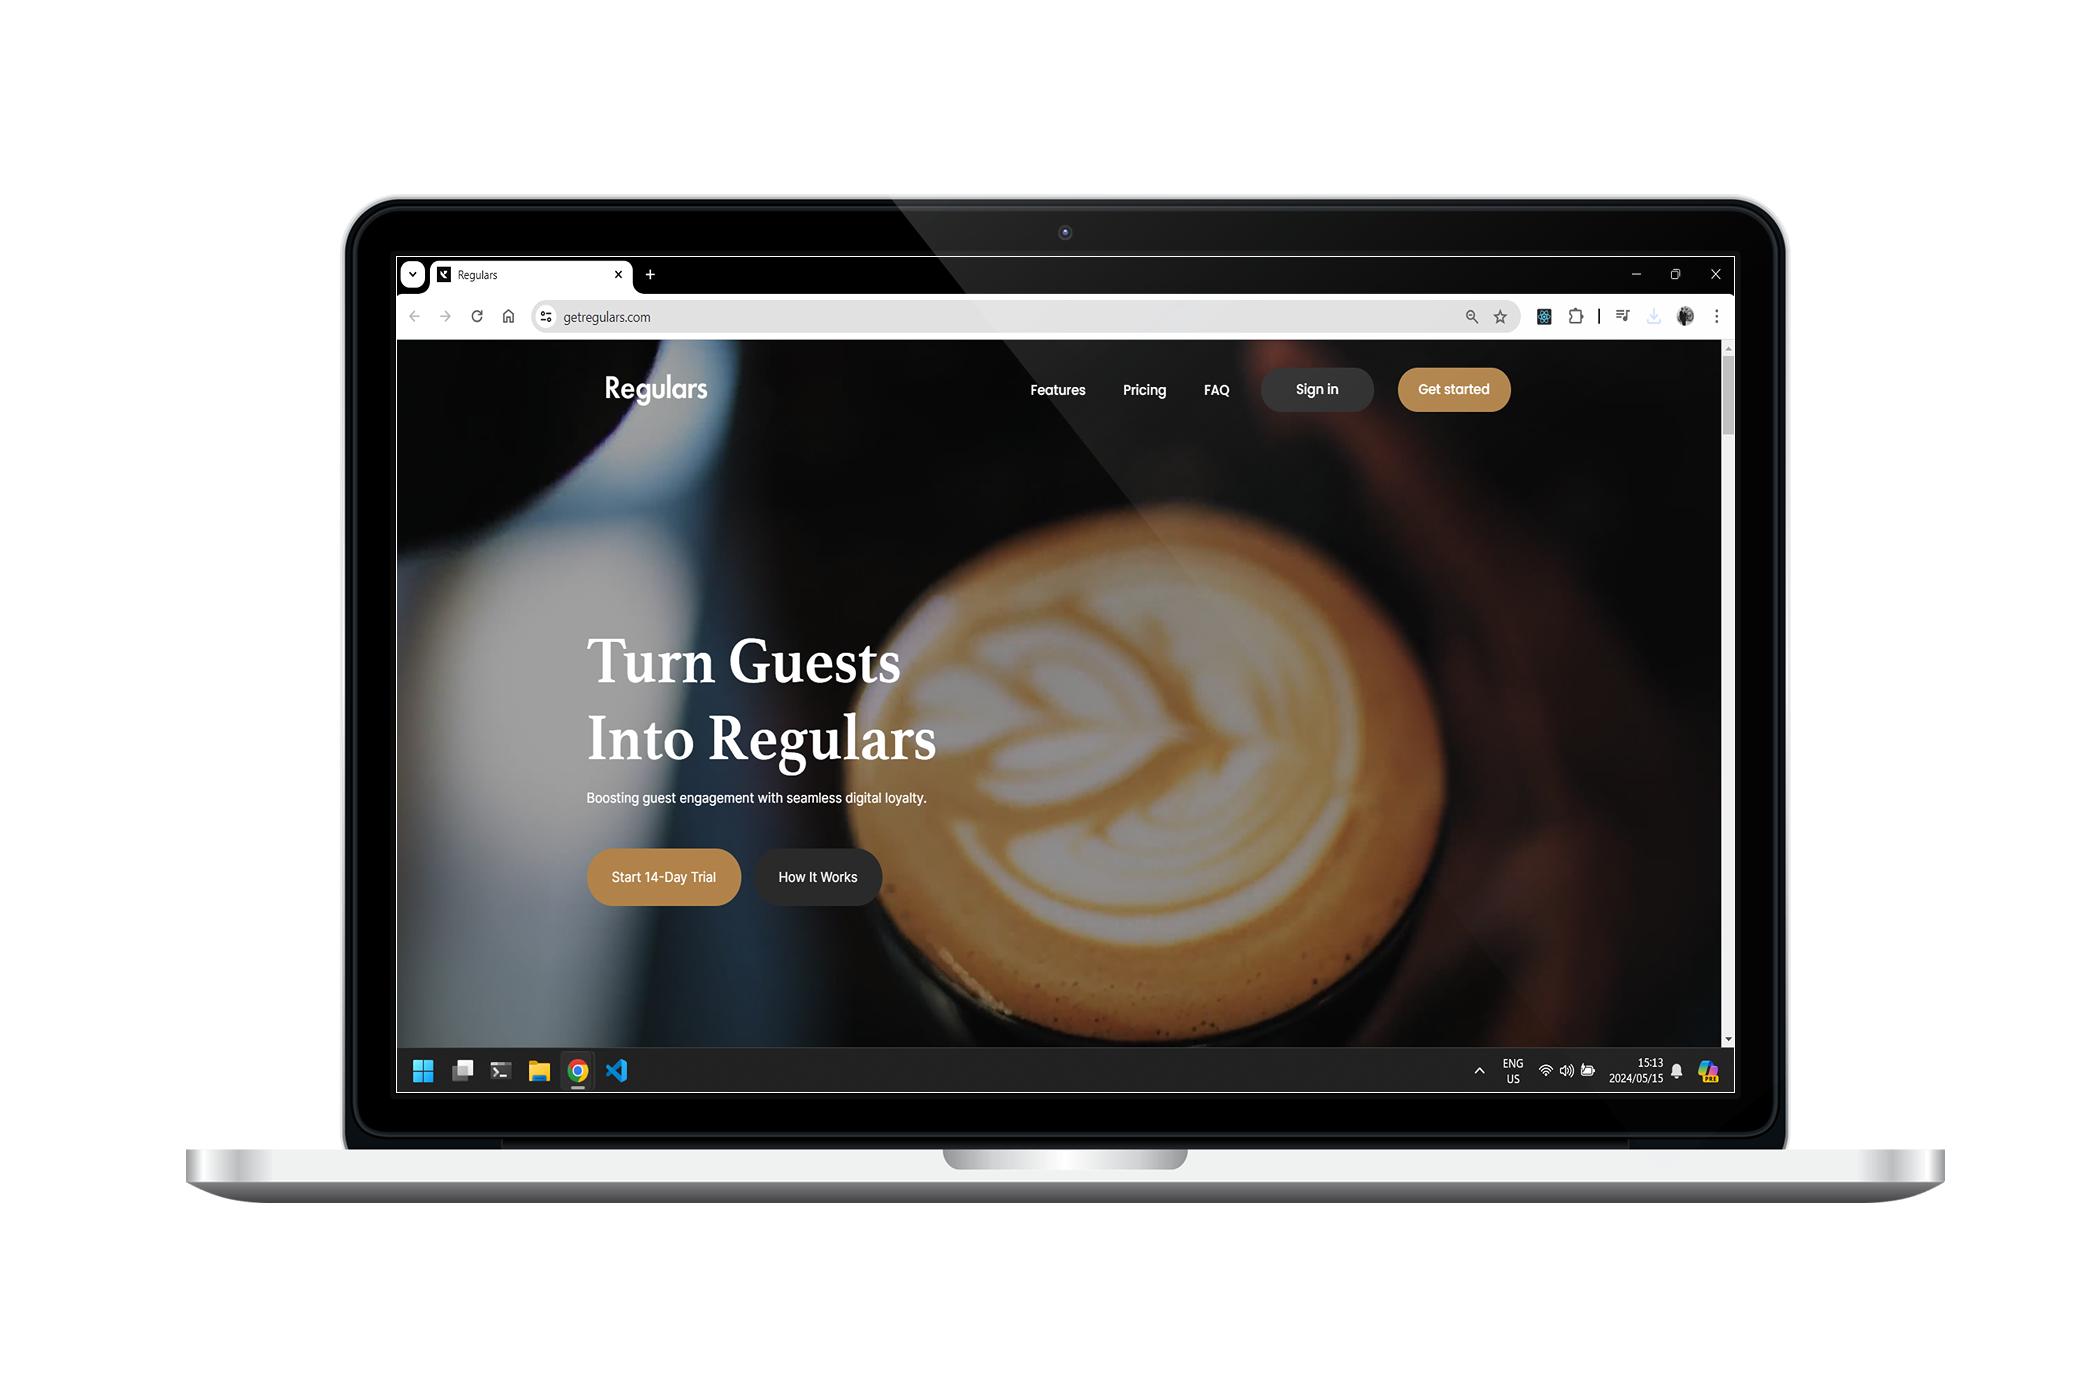 Regulars
getregulars.com
Regulars
Features
Pricing
FAQ
Sign in
Get started
Turn Guests
Into Regulars
Boosting guest engagement with seamless digital loyalty.
Start 14-Day Trial
How It Works
ENG
US
15:13
2024/05/15
PRE